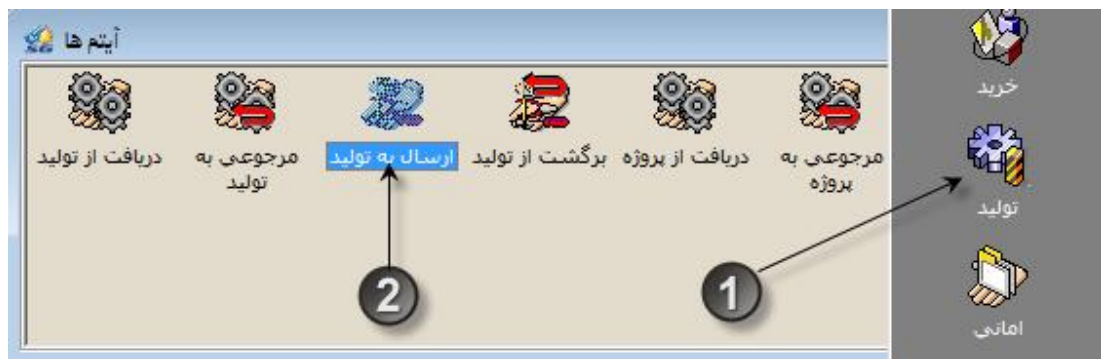 آیتم ها
دریافت از تولید
مرجوعی به تولید
ارسال به تولید
برگشت از تولید
دریافت از پروژه
مرجوعی به پروژه
خرید
تولید
امانی
1
2